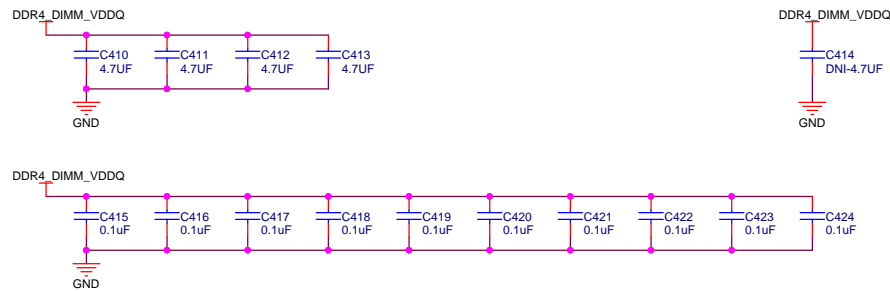 DDR4_DIMM_VDDQ
DDR4_DIMM_VDDQ
C410
4.7UF
C411
4.7UF
C412
4.7UF
C413
4.7UF
C414
DNI-4.7UF
GND
GND
DDR4_DIMM_VDDQ
C415
0.1uF
C416
0.1uF
C417
0.1uF
C418
0.1uF
C419
0.1uF
C420
0.1uF
C421
0.1uF
C422
0.1uF
C423
0.1uF
C424
0.1uF
GND